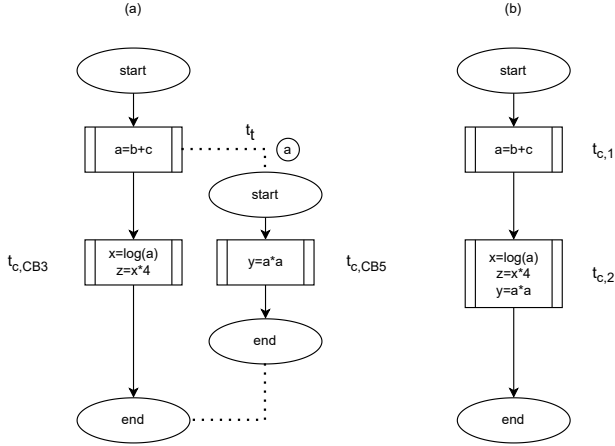 (a)
(b)
start
start
a=b+c
t_t
a
a=b+c
t_c,1
start
t_c,CB3
x=log(a)
z=x*4
y=a*a
t_c,CB5
x=log(a)
z=x*4
y=a*a
t_c,2
end
end
end